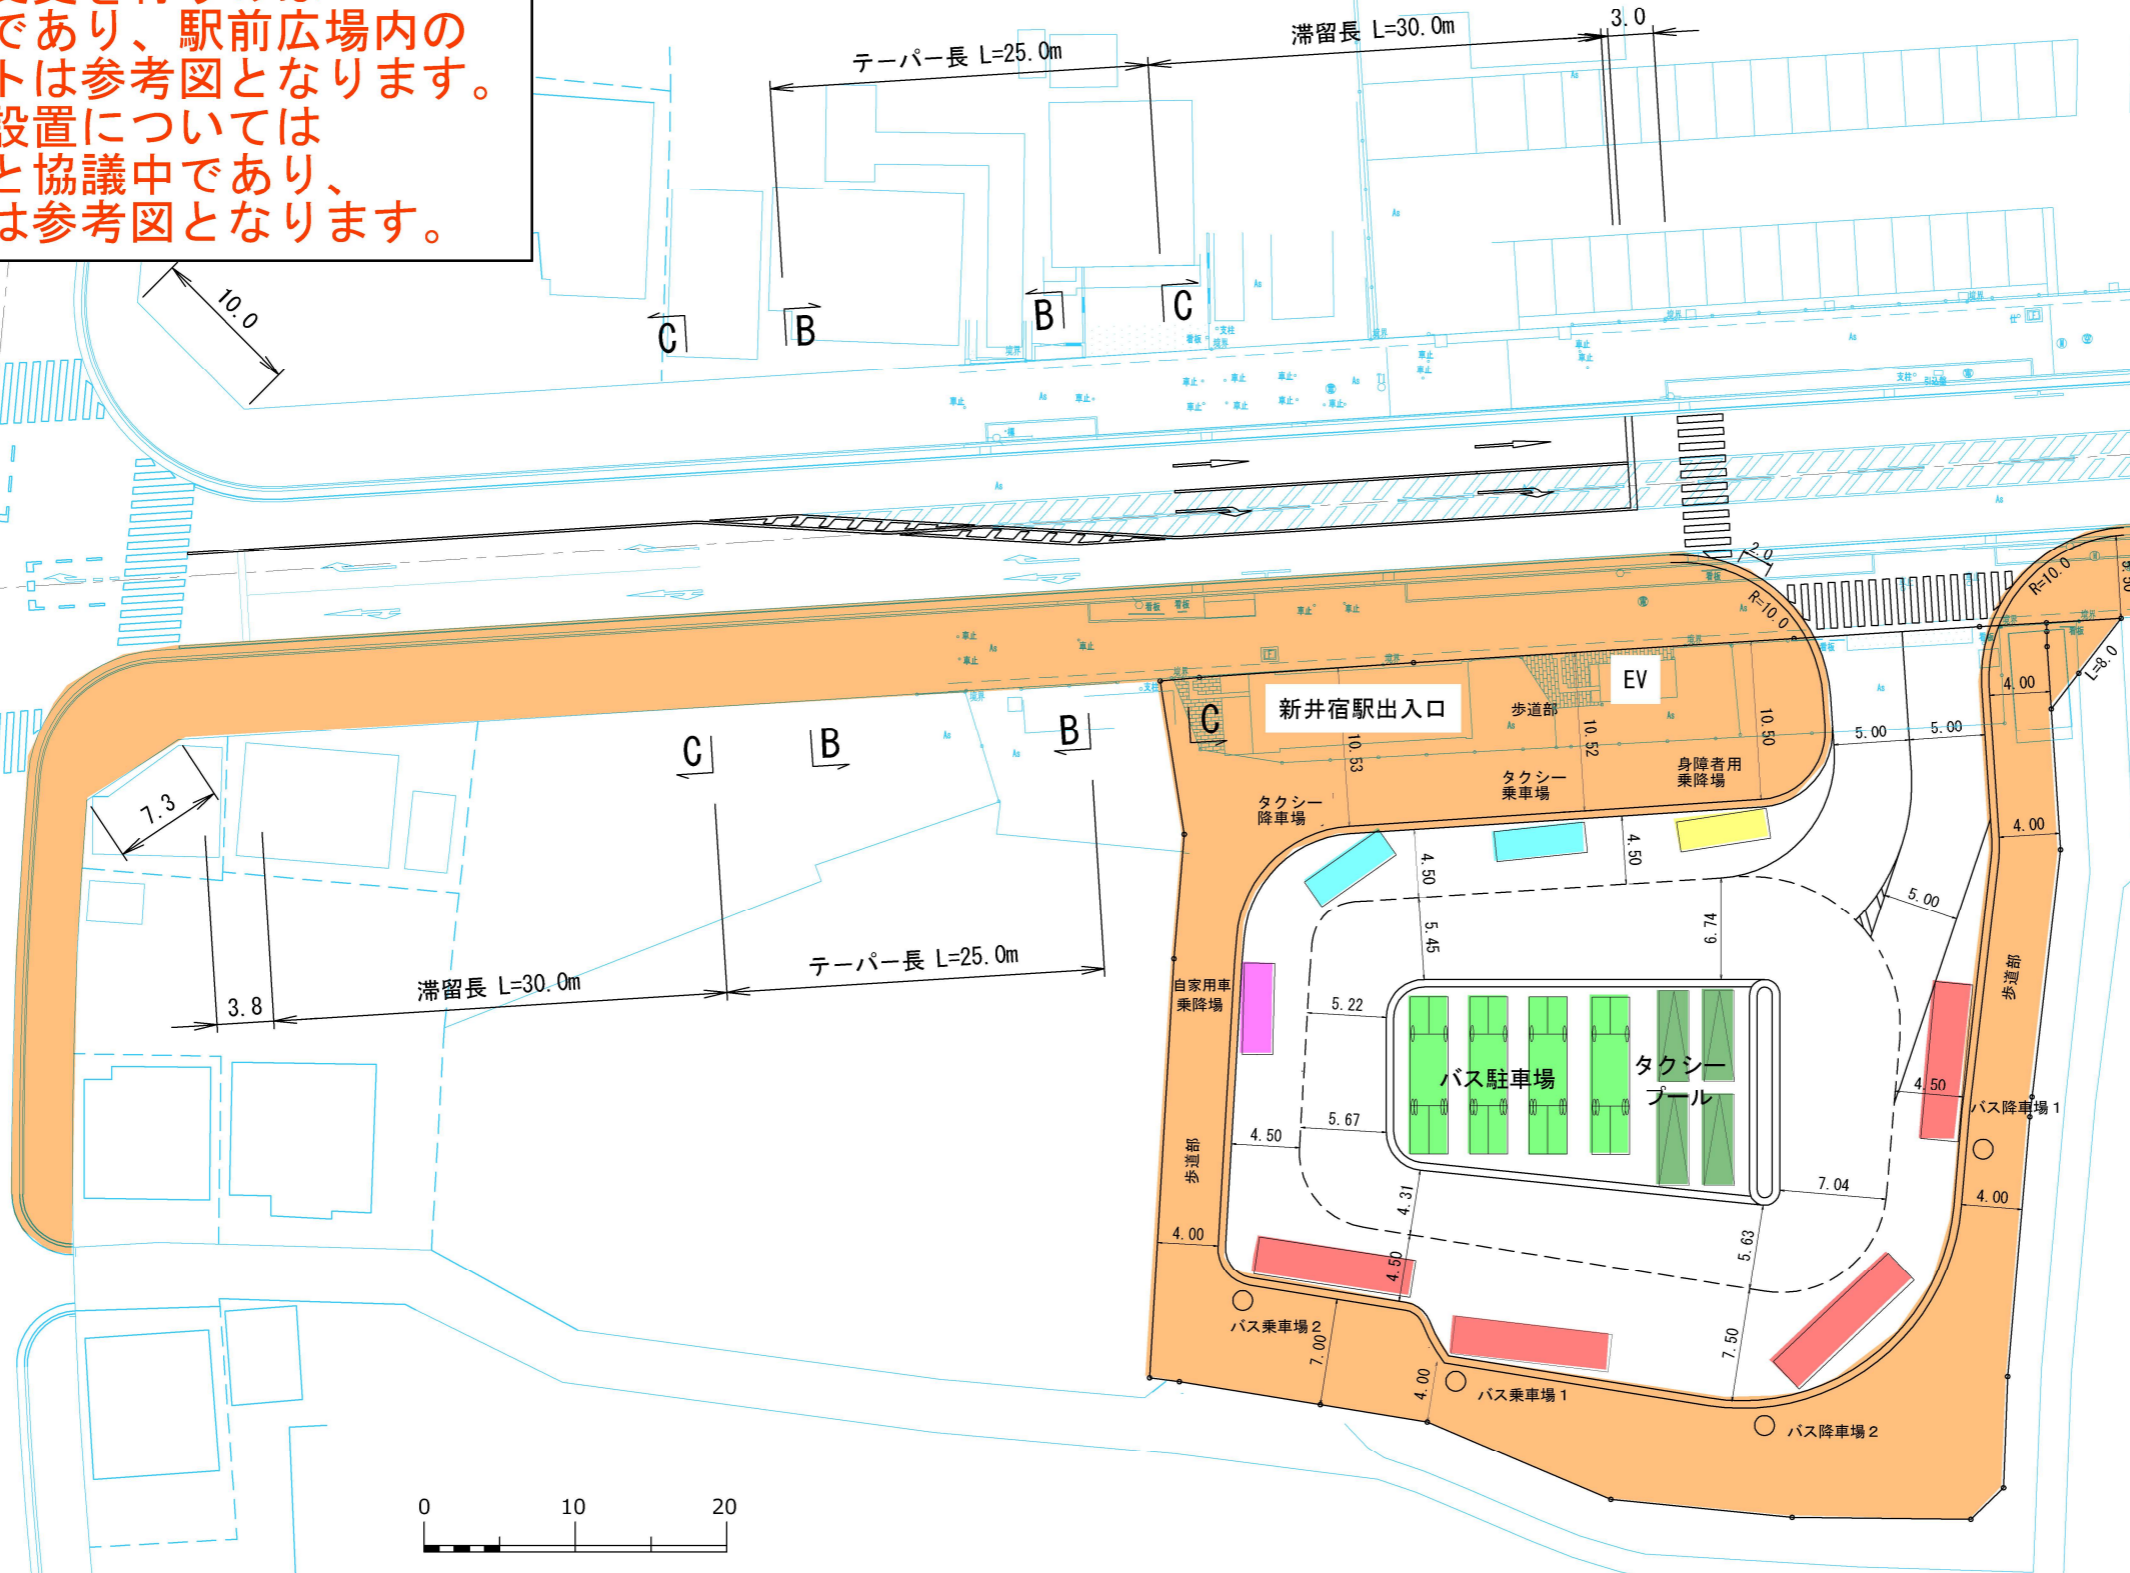 であり、駅前広場内の
トは参考図となります。
設置については
と協議中であり、
は参考図となります。
テーパー長 L=25.0m
滞留長 L=30.0m
3.0
10.0
C
B
B
C
2.0
R=10.0
R=10.0
L=8.0
新井宿駅出入口
EV
歩道部
10.53
10.52
10.50
4.00
5.00
5.00
C
B
B
C
7.3
タクシー
降車場
タクシー
乗車場
身障者用
乗降場
4.00
4.50
4.50
5.45
6.74
5.00
テーパー長 L=25.0m
滞留長 L=30.0m
3.8
自家用車
乗降場
5.22
歩道部
バス駐車場
タクシー
プール
4.50
バス降車場1
4.50
5.67
歩道部
4.31
7.04
4.00
4.00
4.50
5.63
バス乗車場2
7.00
7.50
4.00
バス乗車場1
バス降車場2
0 10 20